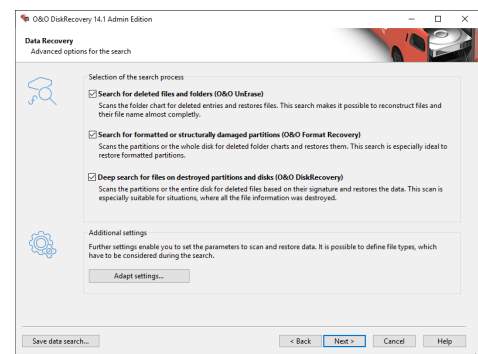 O&O DiskRecovery 14.1 Admin Edition
Data Recovery
Advanced options for the search
Selection of the search process
Search for deleted files and folders (O&O UnErase)
Scans the folder chart for deleted entries and restores files. This search makes it possible to reconstruct files and
their file name almost completly.
Search for formatted or structurally damaged partitions (O&O Format Recovery)
Scans the partitions or the whole disk for deleted folder charts and restores them. This search is especially ideal to
restore formatted partitions.
Deep search for files on destroyed partitions and disks (O&O DiskRecovery)
Scans the partitions or the entire disk for deleted files based on their signature and restores the data. This scan is
especially suitable for situations, where all the file information was destroyed.
Additional settings
Further settings enable you to set the parameters to scan and restore data. It is possible to define file types, which
have to be considered during the search.
Adapt settings...
Save data search... < Back Next > Cancel Help